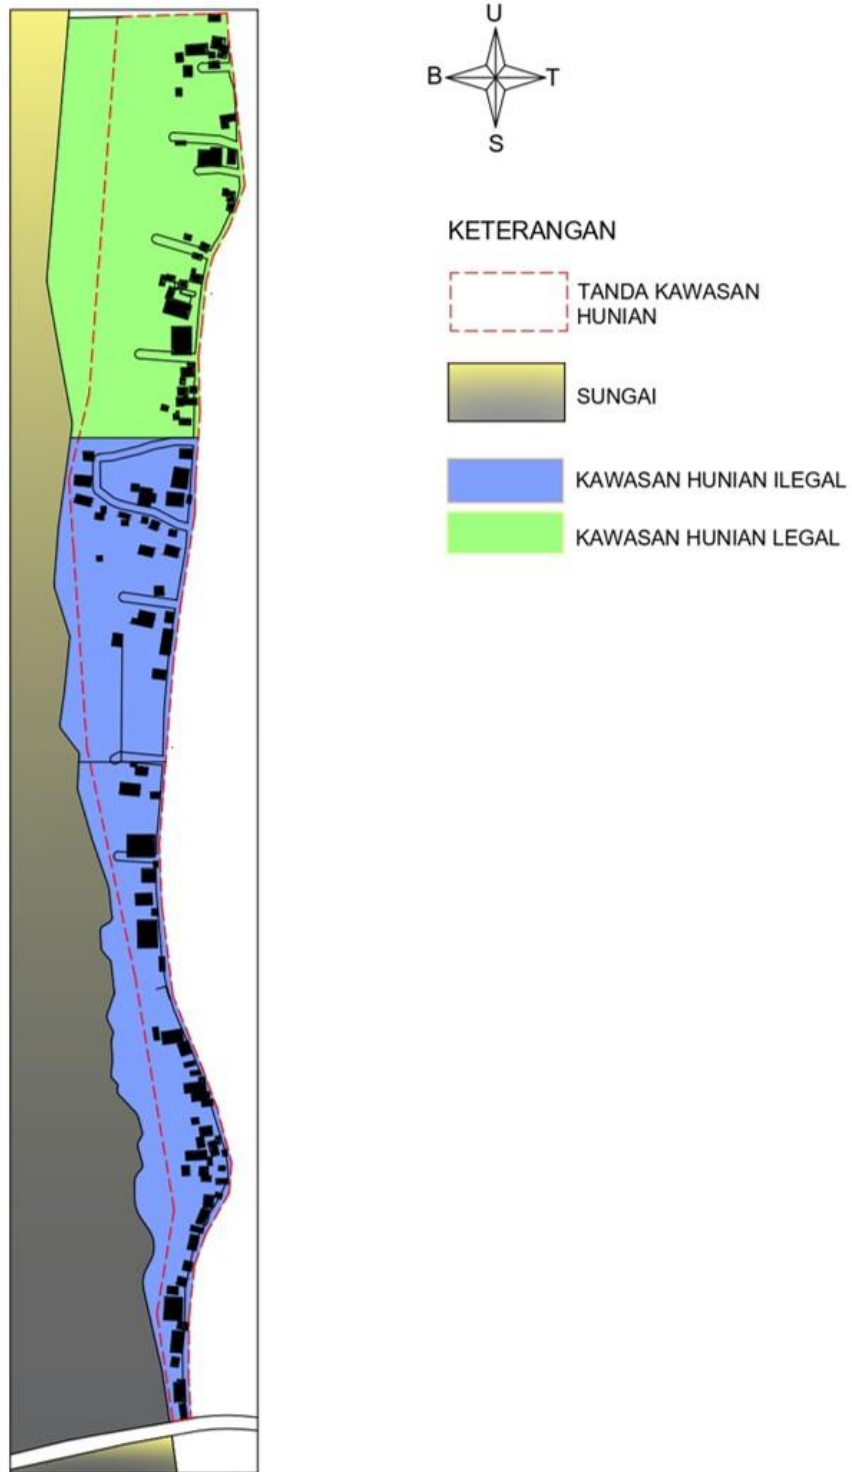 U
B
T
S
KETERANGAN
TANDA KAWASAN
HUNIAN
SUNGAI
KAWASAN HUNIAN ILEGAL
KAWASAN HUNIAN LEGAL